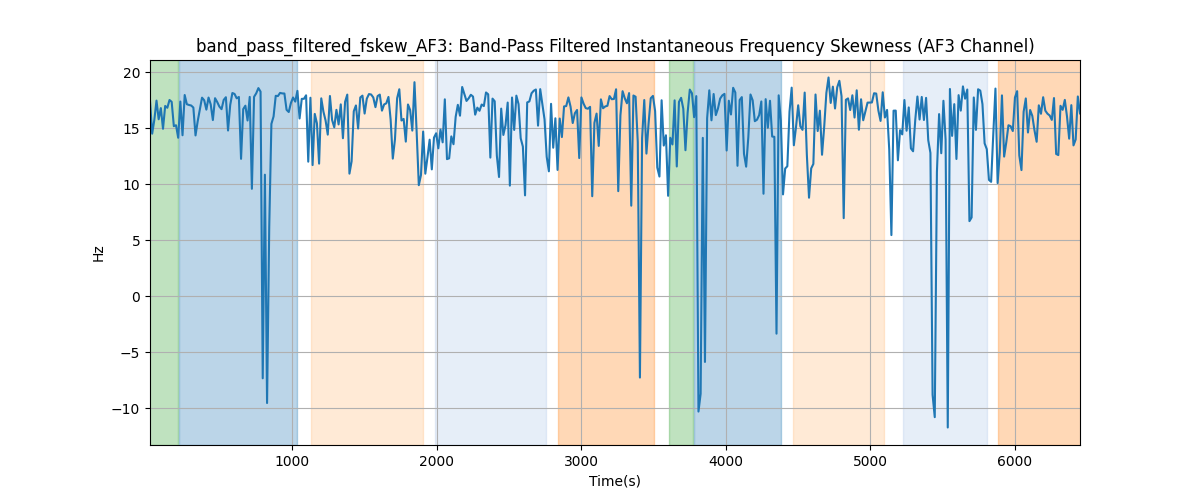 band_pass_filtered_fskew_AF3: Band-Pass Filtered Instantaneous Frequency Skewness (AF3 Channel)
20
15
10
5
0
−5
−10
Hz
1000 2000 3000 4000 5000 6000
Time(s)